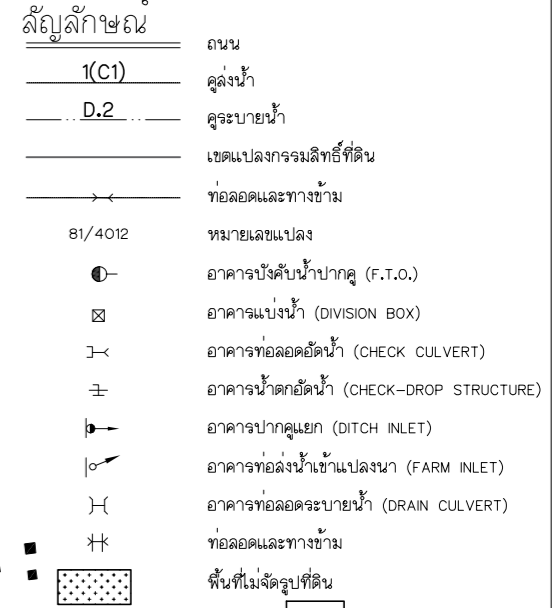 สัญลักษณ์
ถนน
1(C1) คูส่งน้ำ
D.2 คูระบายน้ำ
เขตแปลงกรรมสิทธิ์ที่ดิน
ท่อลอดและทางข้าม
81/4012 หมายเลขแปลง
อาคารบังคับน้ำปากคู (F.T.O.)
อาคารแบ่งน้ำ (DIVISION BOX)
อาคารท่อลอดอัดน้ำ (CHECK CULVERT)
อาคารน้ำตกอัดน้ำ (CHECK-DROP STRUCTURE)
อาคารปากคูแยก (DITCH INLET)
อาคารท่อส่งน้ำเข้าแปลงนา (FARM INLET)
อาคารท่อลอดระบายน้ำ (DRAIN CULVERT)
ท่อลอดและทางข้าม
พื้นที่ไม่จัดรูปที่ดิน